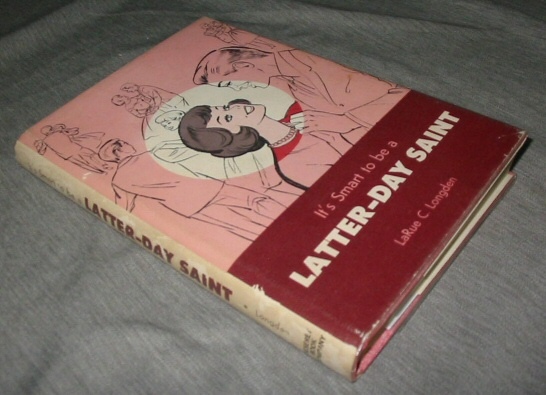 It's Smart to be a
LATTER-DAY SAINT
LaRue C. Longden
LATTER-DAY SAINT
Longden